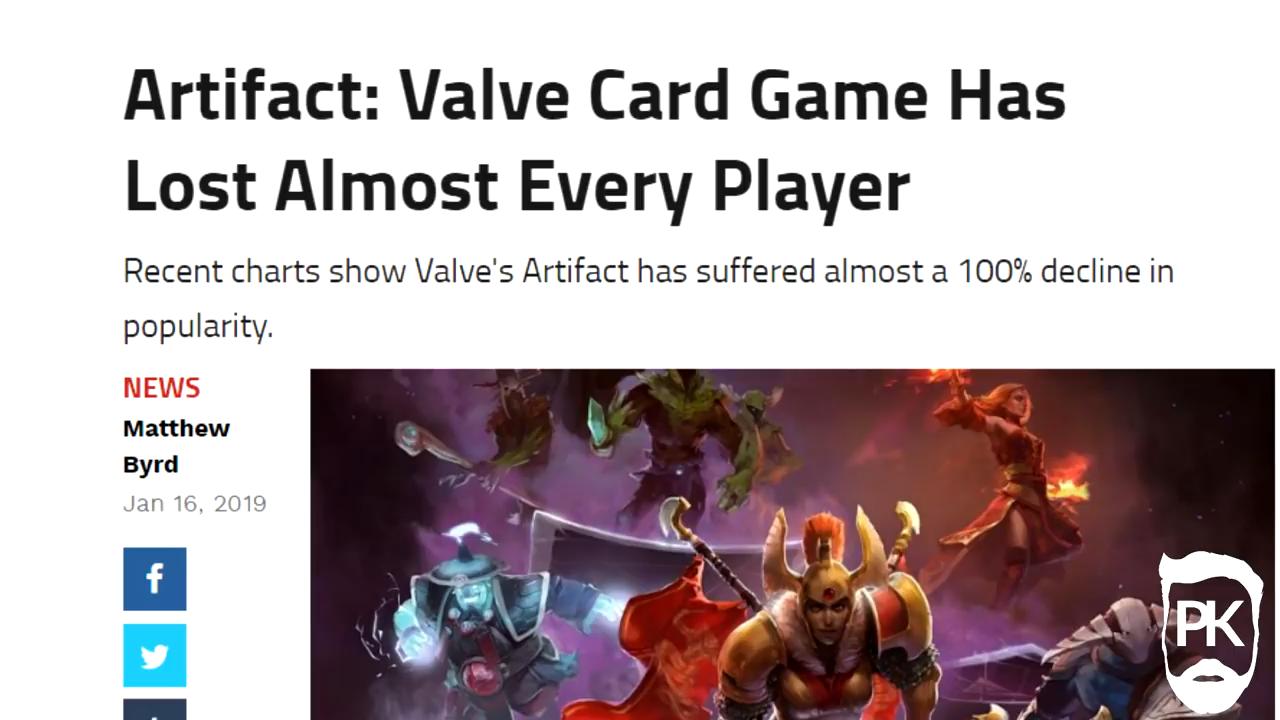 Artifact: Valve Card Game Has
Lost Almost Every Player
Recent charts show Valve's Artifact has suffered almost a 100% decline in
popularity.
NEWS
Matthew
Byrd
Jan 16, 2019
f
PK